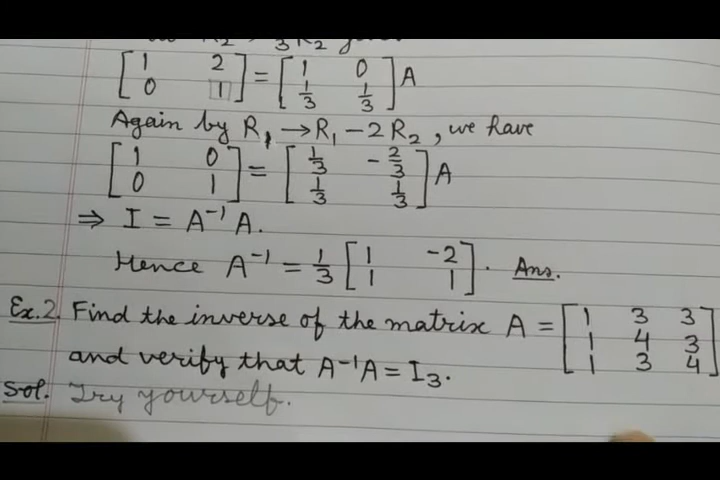 3R2
[1 2; 0 1] = [1 0; 1/3 1/3] A
Again by R1 → R1 − 2R2, we have
[1 0; 0 1] = [1/3 −2/3; 1/3 1/3] A
⇒ I = A⁻¹A.
Hence A⁻¹ = 1/3 [1 −2; 1 1]. Ans.
Ex.2. Find the inverse of the matrix A = [1 3 3; 1 4 3; 1 3 4]
and verify that A⁻¹A = I3.
Sol. Try yourself.